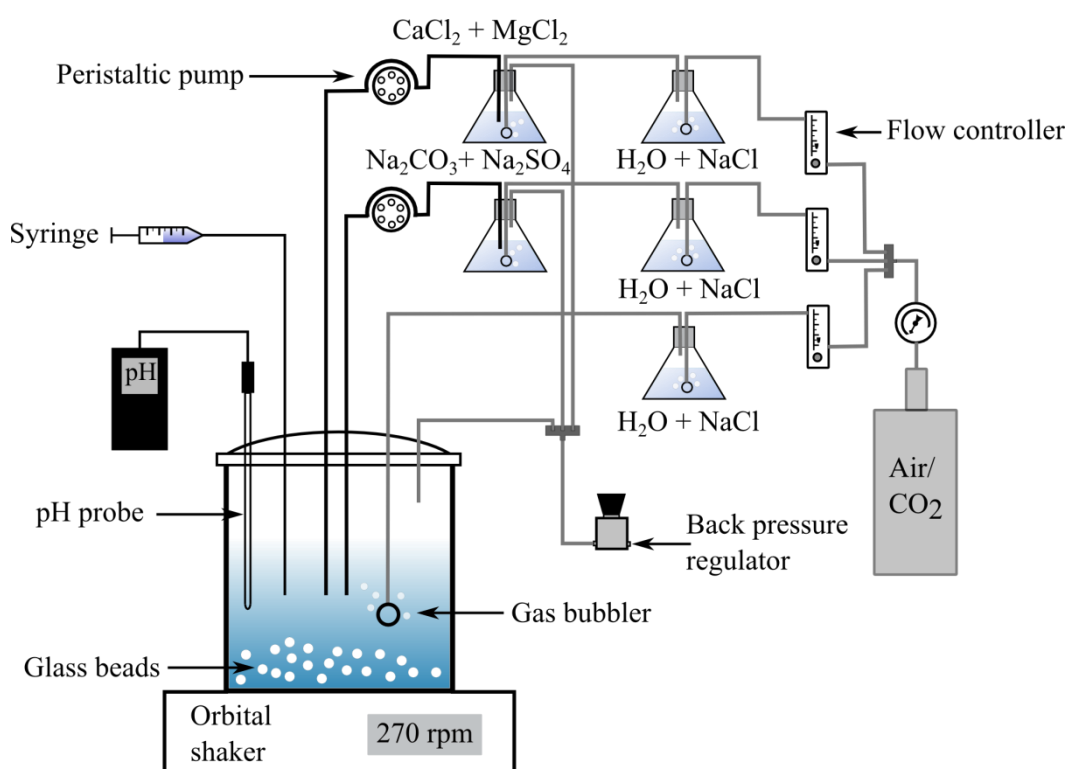 CaCl₂ + MgCl₂
Peristaltic pump
Flow controller
Na₂CO₃+ Na₂SO₄
H₂O + NaCl
Syringe
H₂O + NaCl
pH
H₂O + NaCl
Air/
CO₂
pH probe
Back pressure
regulator
Gas bubbler
Glass beads
Orbital
shaker
270 rpm